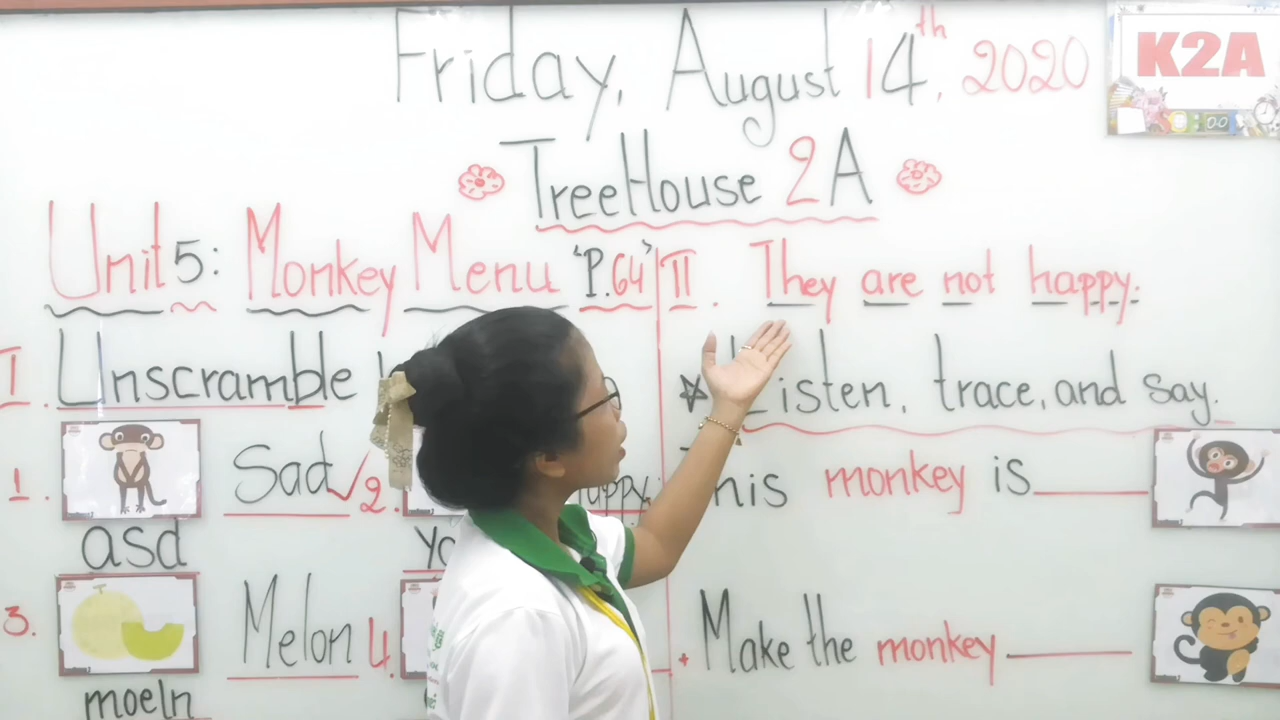 Friday, August 14th, 2020
K2A
TreeHouse 2A
Unit 5: Monkey Menu 'P.64'
I. Unscramble
1. Sad 2. happy
asd
3. Melon 4.
moeln
II. They are not happy.
Listen, trace, and say.
This monkey is
Make the monkey